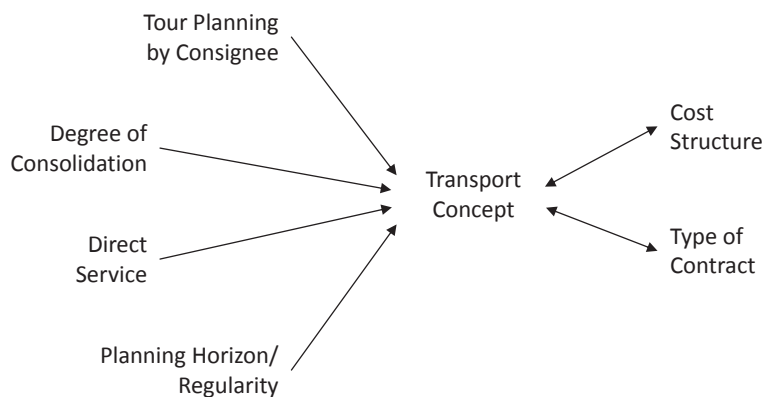 Tour Planning
by Consignee
Degree of
Consolidation
Direct
Service
Planning Horizon/
Regularity
Transport
Concept
Cost
Structure
Type of
Contract